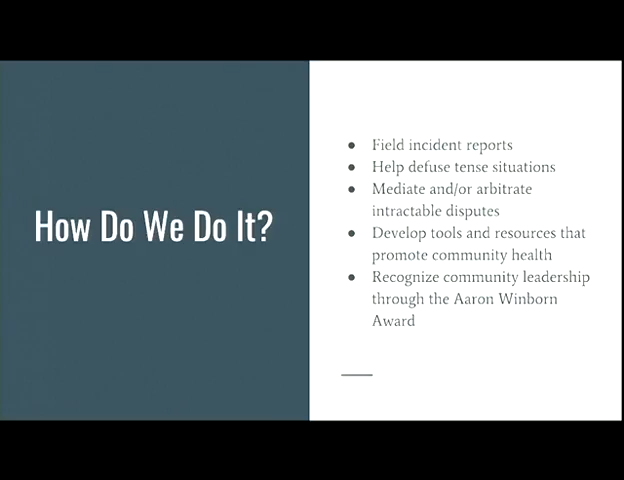 How Do We Do It?
● Field incident reports
● Help defuse tense situations
● Mediate and/or arbitrate
intractable disputes
● Develop tools and resources that
promote community health
● Recognize community leadership
through the Aaron Winborn
Award